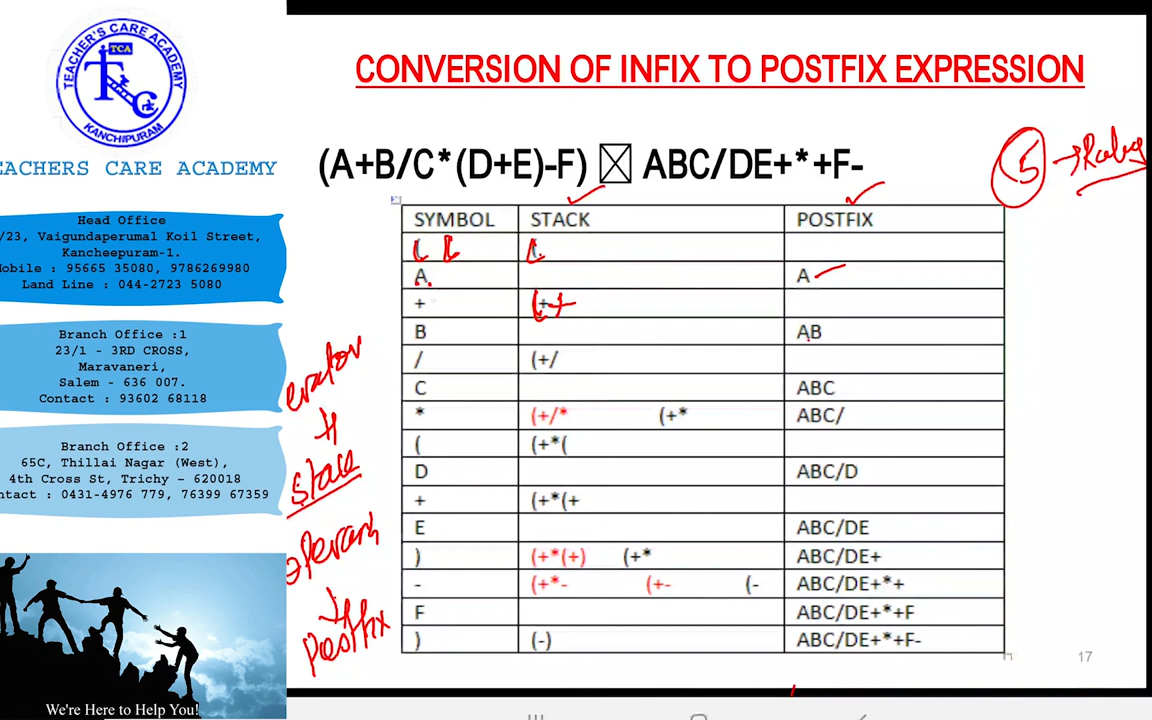 TEACHER'S CARE ACADEMY
TCA
KANCHIPURAM
EACHERS CARE ACADEMY
Head Office
/23, Vaigundaperumal Koil Street,
Kancheepuram-1.
obile : 95665 35080, 9786269980
Land Line : 044-2723 5080
Branch Office :1
23/1 - 3RD CROSS,
Maravaneri,
Salem - 636 007.
Contact : 93602 68118
Branch Office :2
65C, Thillai Nagar (West),
4th Cross St, Trichy - 620018
ntact : 0431-4976 779, 76399 67359
We're Here to Help You!
CONVERSION OF INFIX TO POSTFIX EXPRESSION
(A+B/C*(D+E)-F) ☒ ABC/DE+*+F-
5 → Rules
SYMBOL STACK POSTFIX
( ( (
A A
+ (+
B AB
/ (+/
C ABC
* (+/* (+* ABC/
( (+*(
D ABC/D
+ (+*(+
E ABC/DE
) (+*(+) (+* ABC/DE+
- (+*- (+- (- ABC/DE+*+
F ABC/DE+*+F
) (-) ABC/DE+*+F-
erator
stack
operan
Postfix
17